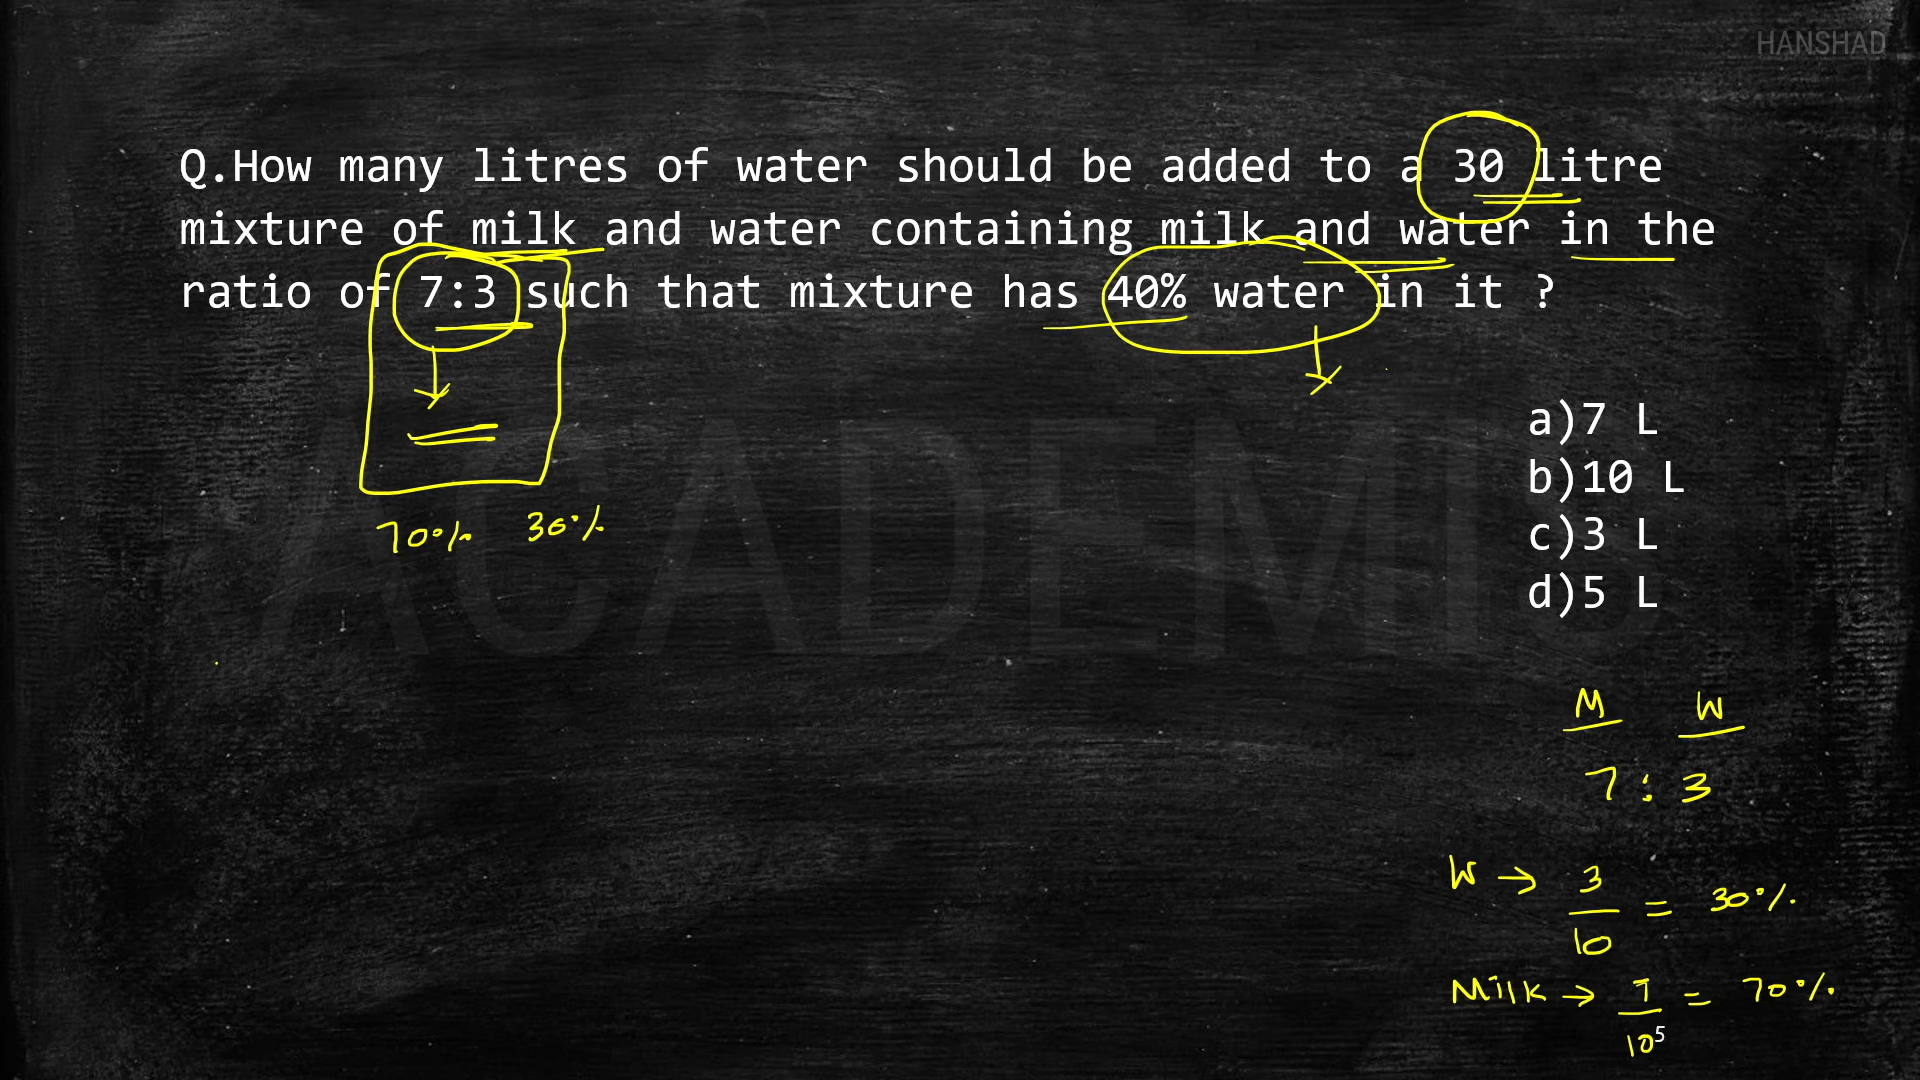 HANSHAD
Q.How many litres of water should be added to a 30 litre
mixture of milk and water containing milk and water in the
ratio of 7:3 such that mixture has 40% water in it ?
a)7 L
b)10 L
c)3 L
d)5 L
70% 30%
M W
7 : 3
W → 3/10 = 30%
Milk → 7/10 = 70%
5